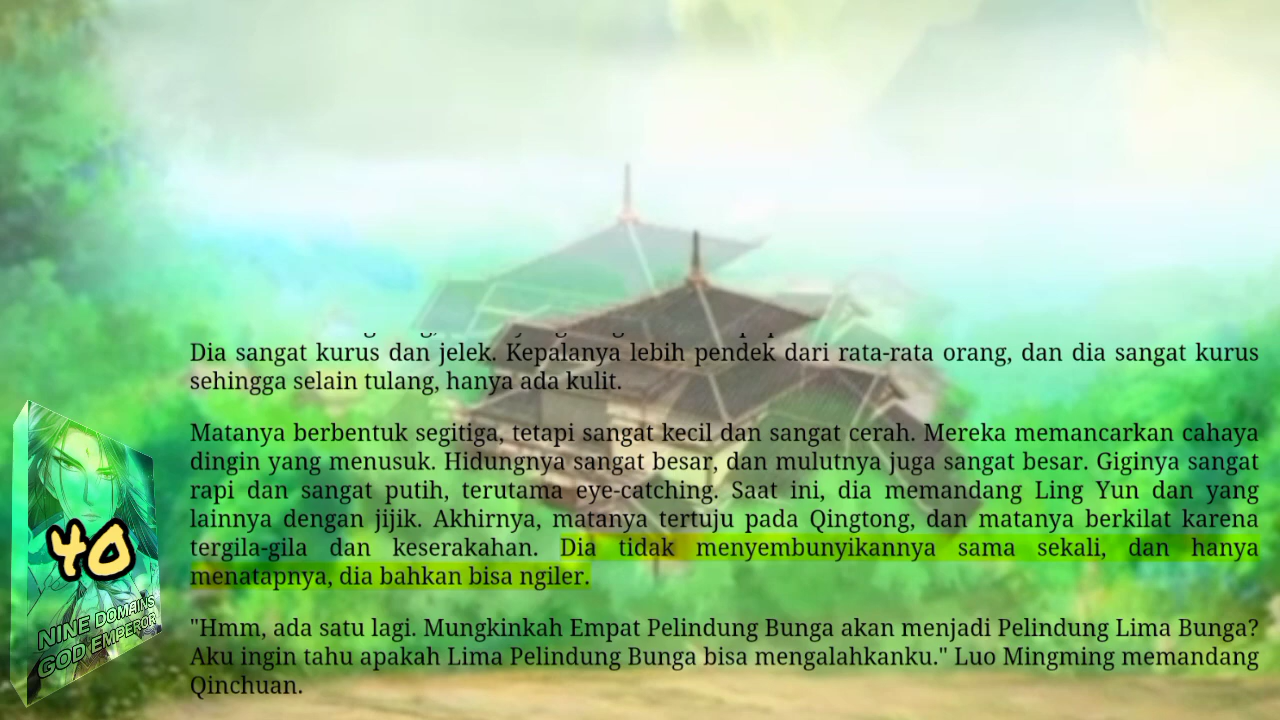 Dia sangat kurus dan jelek. Kepalanya lebih pendek dari rata-rata orang, dan dia sangat kurus
sehingga selain tulang, hanya ada kulit.
Matanya berbentuk segitiga, tetapi sangat kecil dan sangat cerah. Mereka memancarkan cahaya
dingin yang menusuk. Hidungnya sangat besar, dan mulutnya juga sangat besar. Giginya sangat
rapi dan sangat putih, terutama eye-catching. Saat ini, dia memandang Ling Yun dan yang
lainnya dengan jijik. Akhirnya, matanya tertuju pada Qingtong, dan matanya berkilat karena
tergila-gila dan keserakahan. Dia tidak menyembunyikannya sama sekali, dan hanya
menatapnya, dia bahkan bisa ngiler.
"Hmm, ada satu lagi. Mungkinkah Empat Pelindung Bunga akan menjadi Pelindung Lima Bunga?
Aku ingin tahu apakah Lima Pelindung Bunga bisa mengalahkanku." Luo Mingming memandang
Qinchuan.
40
NINE DOMAINS
GOD EMPEROR